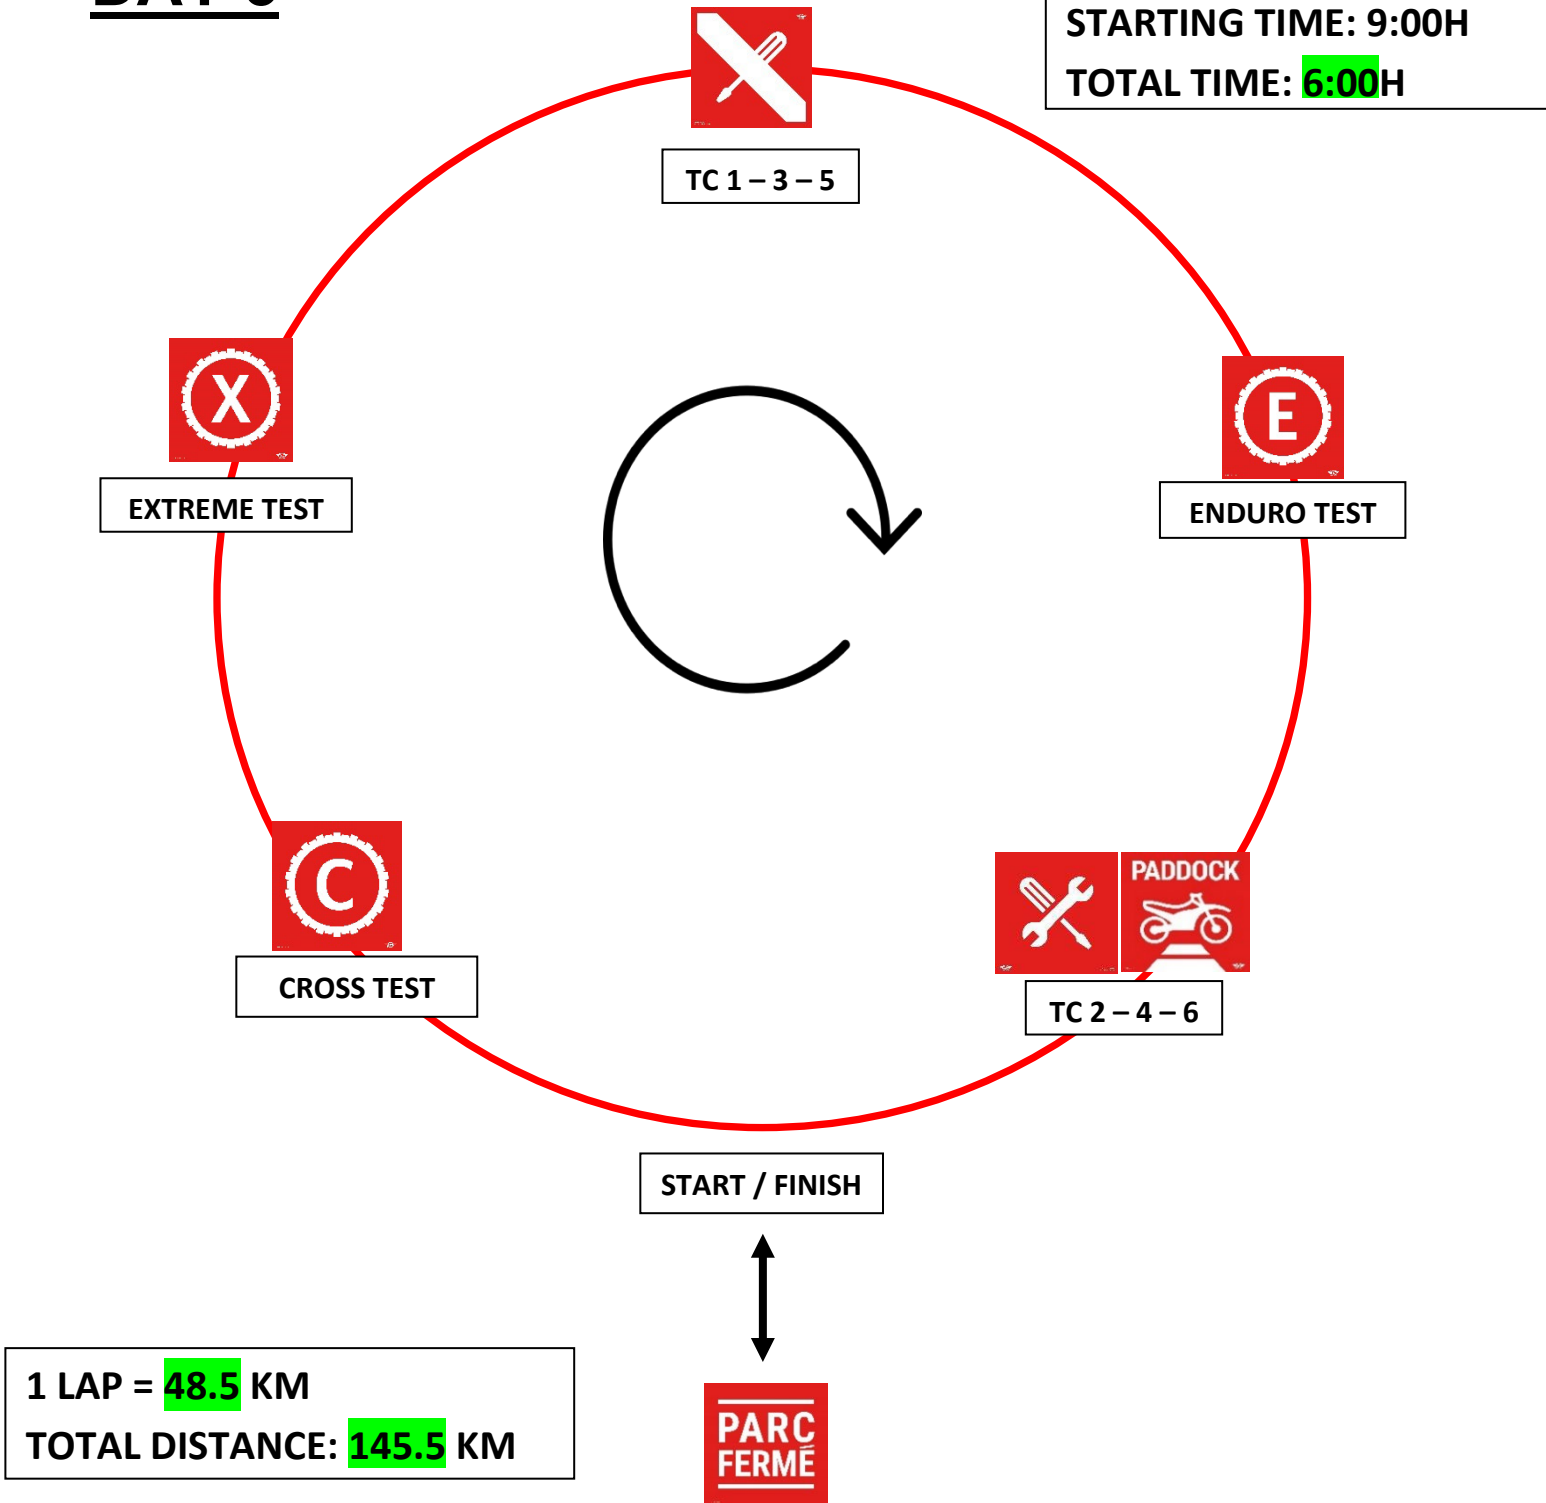 STARTING TIME: 9:00H
TOTAL TIME: 6:00H
TC 1 – 3 – 5
X
EXTREME TEST
E
ENDURO TEST
C
CROSS TEST
PADDOCK
TC 2 – 4 – 6
START / FINISH
1 LAP = 48.5 KM
TOTAL DISTANCE: 145.5 KM
PARC
FERMÉ